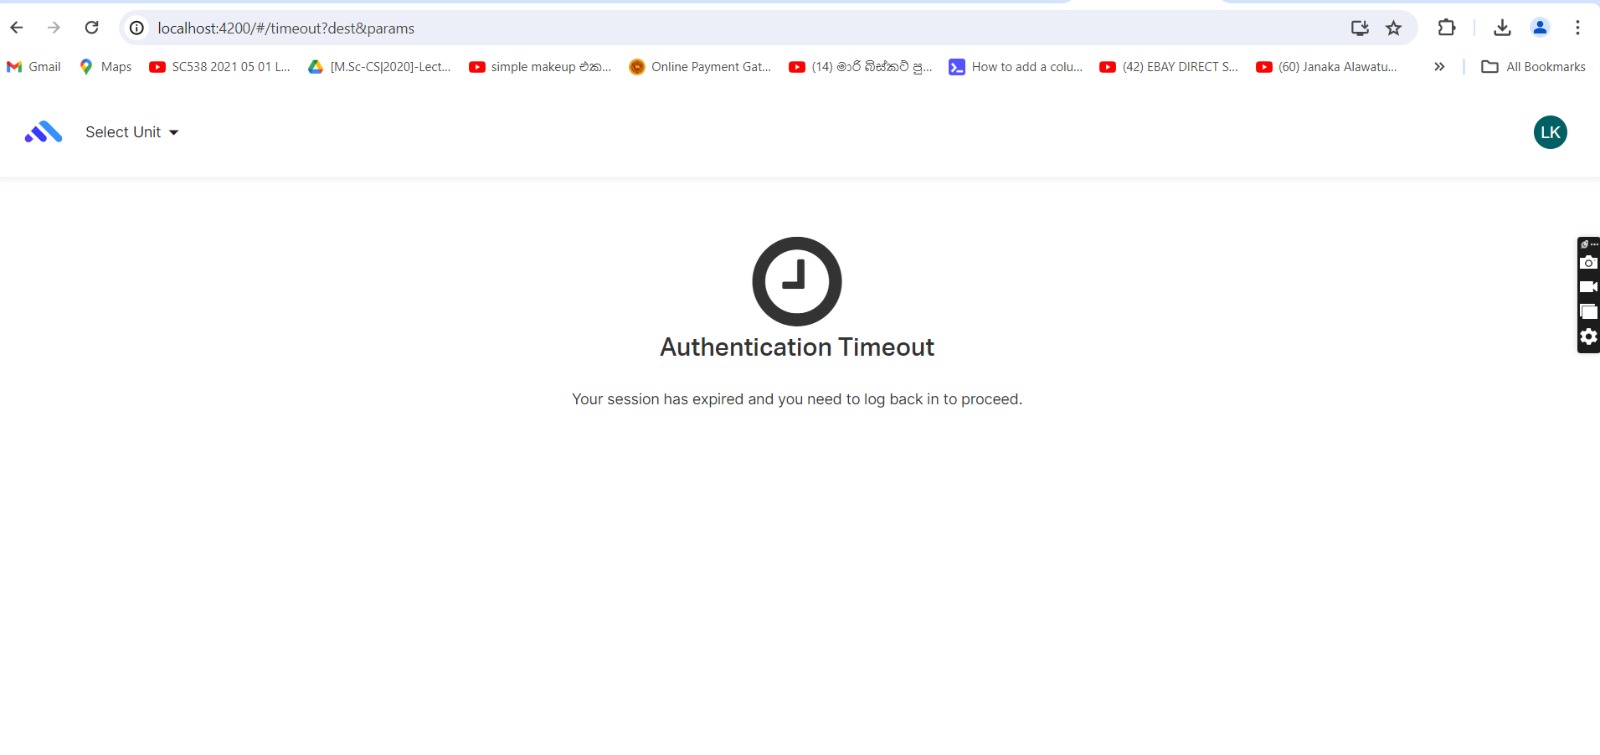 localhost:4200/#/timeout?dest&params
Gmail Maps SC538 2021 05 01 L... [M.Sc-CS|2020]-Lect... simple makeup එක... Online Payment Gat... (14) මාරි බිස්කට් පු... How to add a colu... (42) EBAY DIRECT S... (60) Janaka Alawatu... All Bookmarks
Select Unit
LK
Authentication Timeout
Your session has expired and you need to log back in to proceed.